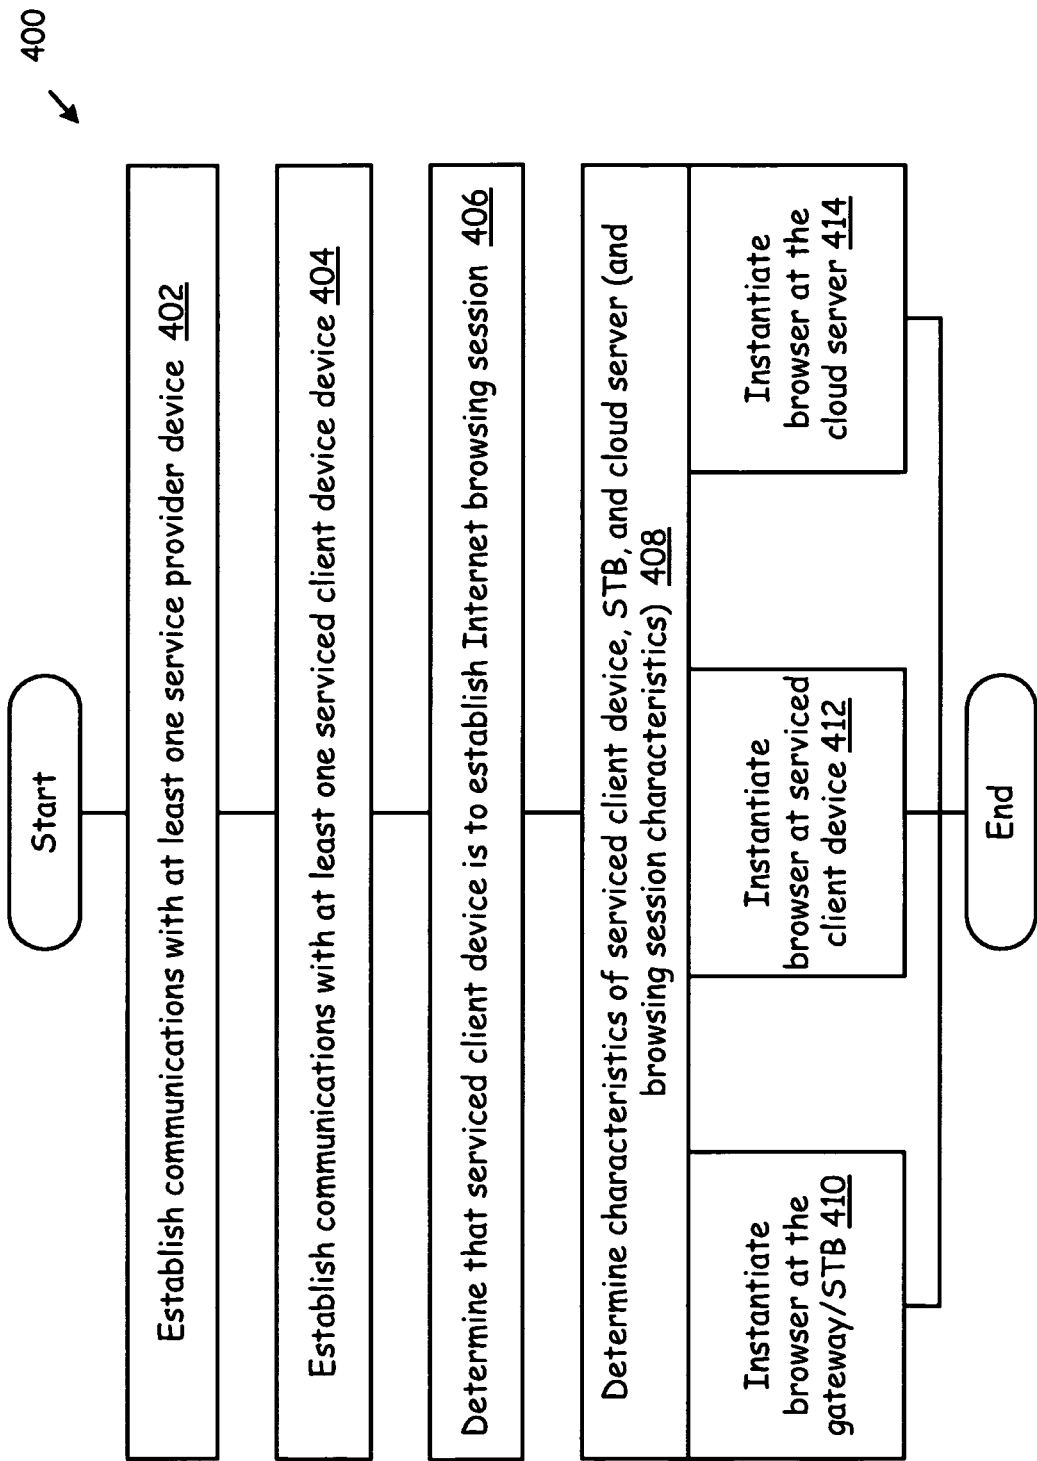 400
Start
Establish communications with at least one service provider device 402
Establish communications with at least one serviced client device device 404
Determine that serviced client device is to establish Internet browsing session 406
Determine characteristics of serviced client device, STB, and cloud server (and
browsing session characteristics) 408
Instantiate
browser at the
gateway/STB 410
Instantiate
browser at serviced
client device 412
Instantiate
browser at the
cloud server 414
End